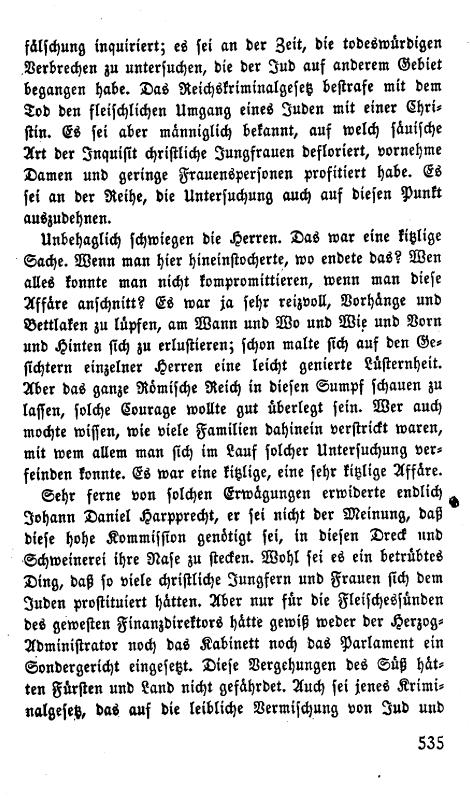 fälschung inquiriert; es sei an der Zeit, die todeswürdigen
Verbrechen zu untersuchen, die der Jud auf anderem Gebiet
begangen habe. Das Reichskriminalgesetz bestrafe mit dem
Tod den fleischlichen Umgang eines Juden mit einer Chri-
stin. Es sei aber männiglich bekannt, auf welch säuische
Art der Inquisit christliche Jungfrauen defloriert, vornehme
Damen und geringe Frauenspersonen profitiert habe. Es
sei an der Reihe, die Untersuchung auch auf diesen Punkt
auszudehnen.
Unbehaglich schwiegen die Herren. Das war eine kitzlige
Sache. Wenn man hier hineinstocherte, wo endete das? Wen
alles konnte man nicht kompromittieren, wenn man diese
Affäre anschnitt? Es war ja sehr reizvoll, Vorhänge und
Bettlaken zu lüpfen, am Wann und Wo und Wie und Vorn
und Hinten sich zu erlustieren; schon malte sich auf den Ge-
sichtern einzelner Herren eine leicht genierte Lüsternheit.
Aber das ganze Römische Reich in diesen Sumpf schauen zu
lassen, solche Courage wollte gut überlegt sein. Wer auch
mochte wissen, wie viele Familien dahinein verstrickt waren,
mit wem allem man sich im Lauf solcher Untersuchung ver-
feinden konnte. Es war eine kitzlige, eine sehr kitzlige Affäre.
Sehr ferne von solchen Erwägungen erwiderte endlich
Johann Daniel Harpprecht, er sei nicht der Meinung, daß
diese hohe Kommission genötigt sei, in diesen Dreck und
Schweinerei ihre Nase zu stecken. Wohl sei es ein betrübtes
Ding, daß so viele christliche Jungfern und Frauen sich dem
Juden prostituiert hätten. Aber nur für die Fleischessünden
des gewesten Finanzdirektors hätte gewiß weder der Herzog-
Administrator noch das Kabinett noch das Parlament ein
Sondergericht eingesetzt. Diese Vergehungen des Süß hät-
ten Fürsten und Land nicht gefährdet. Auch sei jenes Krimi-
nalgesetz, das auf die leibliche Vermischung von Jud und
535